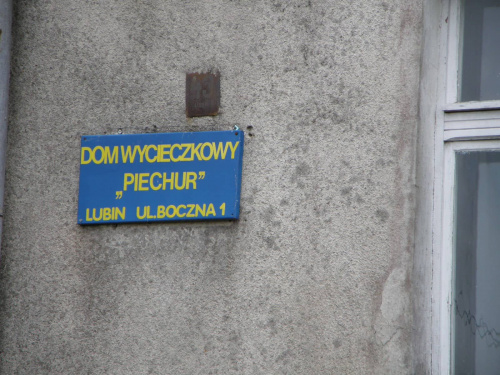 DOM WYCIECZKOWY
„PIECHUR”
LUBIN UL.BOCZNA 1